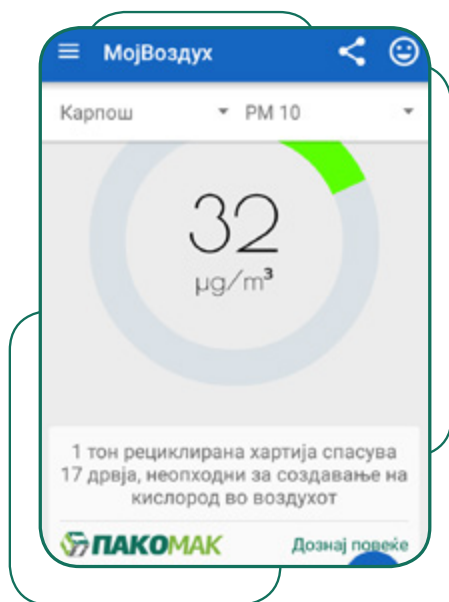 МојВоздух
Карпош PM 10
32
µg/m³
1 тон рециклирана хартија спасува
17 дрвја, неопходни за создавање на
кислород во воздухот
ПАКОМАК Дознај повеќе